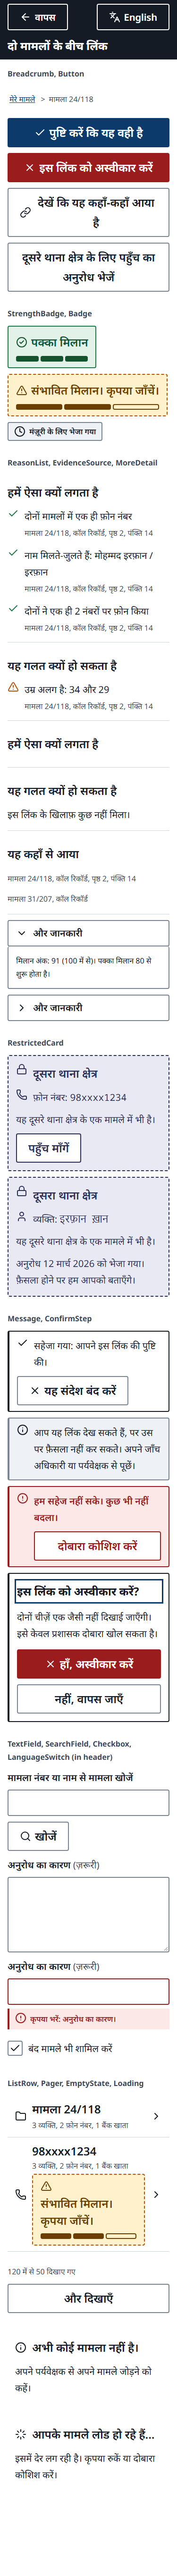 वापस
English
दो मामलों के बीच लिंक
Breadcrumb, Button
मेरे मामले > मामला 24/118
पुष्टि करें कि यह वही है
इस लिंक को अस्वीकार करें
देखें कि यह कहाँ-कहाँ आया
है
दूसरे थाना क्षेत्र के लिए पहुँच का
अनुरोध भेजें
StrengthBadge, Badge
पक्का मिलान
संभावित मिलान। कृपया जाँचें।
मंज़ूरी के लिए भेजा गया
ReasonList, EvidenceSource, MoreDetail
हमें ऐसा क्यों लगता है
दोनों मामलों में एक ही फ़ोन नंबर
मामला 24/118, कॉल रिकॉर्ड, पृष्ठ 2, पंक्ति 14
नाम मिलते-जुलते हैं: मोहम्मद इरफ़ान /
इरफ़ान
मामला 24/118, कॉल रिकॉर्ड, पृष्ठ 2, पंक्ति 14
दोनों ने एक ही 2 नंबरों पर फ़ोन किया
मामला 24/118, कॉल रिकॉर्ड, पृष्ठ 2, पंक्ति 14
यह गलत क्यों हो सकता है
उम्र अलग है: 34 और 29
मामला 24/118, कॉल रिकॉर्ड, पृष्ठ 2, पंक्ति 14
हमें ऐसा क्यों लगता है
यह गलत क्यों हो सकता है
इस लिंक के खिलाफ़ कुछ नहीं मिला।
यह कहाँ से आया
मामला 24/118, कॉल रिकॉर्ड, पृष्ठ 2, पंक्ति 14
मामला 31/207, कॉल रिकॉर्ड
और जानकारी
मिलान अंक: 91 (100 में से)। पक्का मिलान 80 से
शुरू होता है।
और जानकारी
RestrictedCard
दूसरा थाना क्षेत्र
फ़ोन नंबर: 98xxxx1234
यह दूसरे थाना क्षेत्र के एक मामले में भी है।
पहुँच माँगें
दूसरा थाना क्षेत्र
व्यक्ति: इरफ़ान ख़ान
यह दूसरे थाना क्षेत्र के एक मामले में भी है।
अनुरोध 12 मार्च 2026 को भेजा गया।
फ़ैसला होने पर हम आपको बताएँगे।
Message, ConfirmStep
सहेजा गया: आपने इस लिंक की पुष्टि
की।
यह संदेश बंद करें
आप यह लिंक देख सकते हैं, पर उस
पर फ़ैसला नहीं कर सकते। अपने जाँच
अधिकारी या पर्यवेक्षक से पूछें।
हम सहेज नहीं सके। कुछ भी नहीं
बदला।
दोबारा कोशिश करें
इस लिंक को अस्वीकार करें?
दोनों चीज़ें एक जैसी नहीं दिखाई जाएँगी।
इसे केवल प्रशासक दोबारा खोल सकता है।
हाँ, अस्वीकार करें
नहीं, वापस जाएँ
TextField, SearchField, Checkbox,
LanguageSwitch (in header)
मामला नंबर या नाम से मामला खोजें
खोजें
अनुरोध का कारण (ज़रूरी)
अनुरोध का कारण (ज़रूरी)
कृपया भरें: अनुरोध का कारण।
बंद मामले भी शामिल करें
ListRow, Pager, EmptyState, Loading
मामला 24/118
3 व्यक्ति, 2 फ़ोन नंबर, 1 बैंक खाता
98xxxx1234
3 व्यक्ति, 2 फ़ोन नंबर, 1 बैंक खाता
संभावित मिलान।
कृपया जाँचें।
120 में से 50 दिखाए गए
और दिखाएँ
अभी कोई मामला नहीं है।
अपने पर्यवेक्षक से अपने मामले जोड़ने को
कहें।
आपके मामले लोड हो रहे हैं…
इसमें देर लग रही है। कृपया रुकें या दोबारा
कोशिश करें।